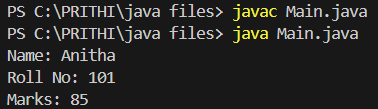 PS C:\PRITHI\java files> javac Main.java
PS C:\PRITHI\java files> java Main.java
Name: Anitha
Roll No: 101
Marks: 85